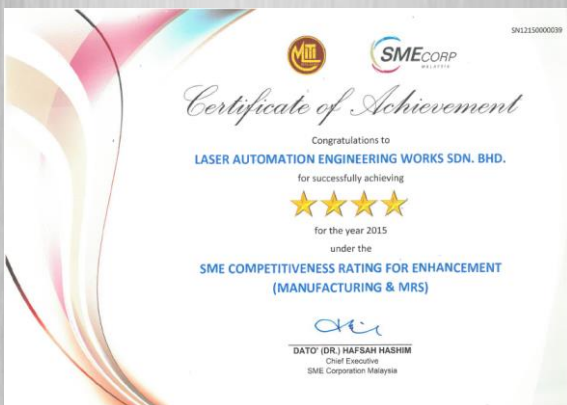 SN12150000039
MITI
SMECORP
MALAYSIA
Certificate of Achievement
Congratulations to
LASER AUTOMATION ENGINEERING WORKS SDN. BHD.
for successfully achieving
for the year 2015
under the
SME COMPETITIVENESS RATING FOR ENHANCEMENT
(MANUFACTURING & MRS)
DATO' (DR.) HAFSAH HASHIM
Chief Executive
SME Corporation Malaysia